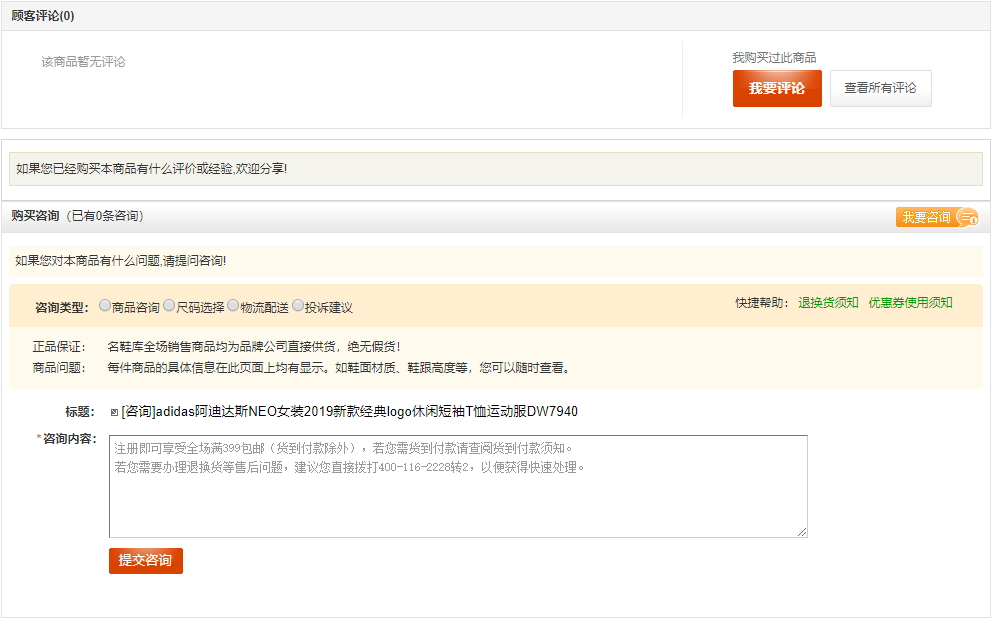 顾客评论(0)
该商品暂无评论
我购买过此商品
我要评论
查看所有评论
如果您已经购买本商品有什么评价或经验,欢迎分享!
购买咨询（已有0条咨询）
我要咨询
如果您对本商品有什么问题,请提问咨询!
咨询类型： 商品咨询 尺码选择 物流配送 投诉建议
快捷帮助： 退换货须知 优惠券使用须知
正品保证： 名鞋库全场销售商品均为品牌公司直接供货，绝无假货！
商品问题： 每件商品的具体信息在此页面上均有显示。如鞋面材质、鞋跟高度等，您可以随时查看。
标题： [咨询]adidas阿迪达斯NEO女装2019新款经典logo休闲短袖T恤运动服DW7940
*咨询内容：
注册即可享受全场满399包邮（货到付款除外），若您需货到付款请查阅货到付款须知。
若您需要办理退换货等售后问题，建议您直接拨打400-116-2228转2，以便获得快速处理。
提交咨询